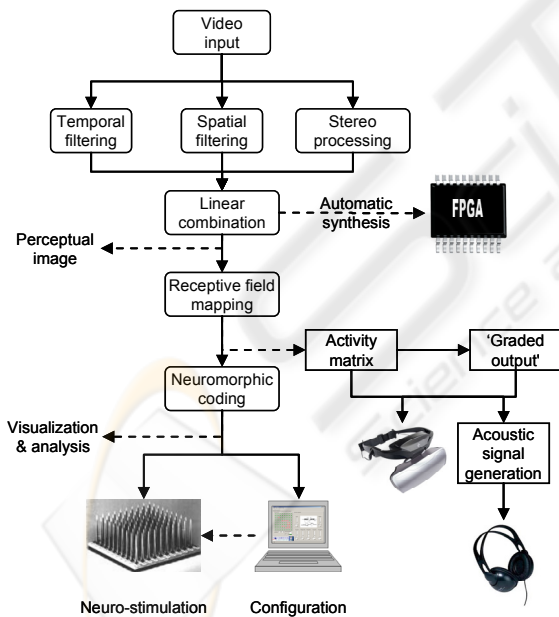 Video
input
Temporal
filtering
Spatial
filtering
Stereo
processing
Linear
combination
Automatic
synthesis
FPGA
Perceptual
image
Receptive field
mapping
Activity
matrix
'Graded
output'
Neuromorphic
coding
Visualization
& analysis
Acoustic
signal
generation
Neuro-stimulation
Configuration